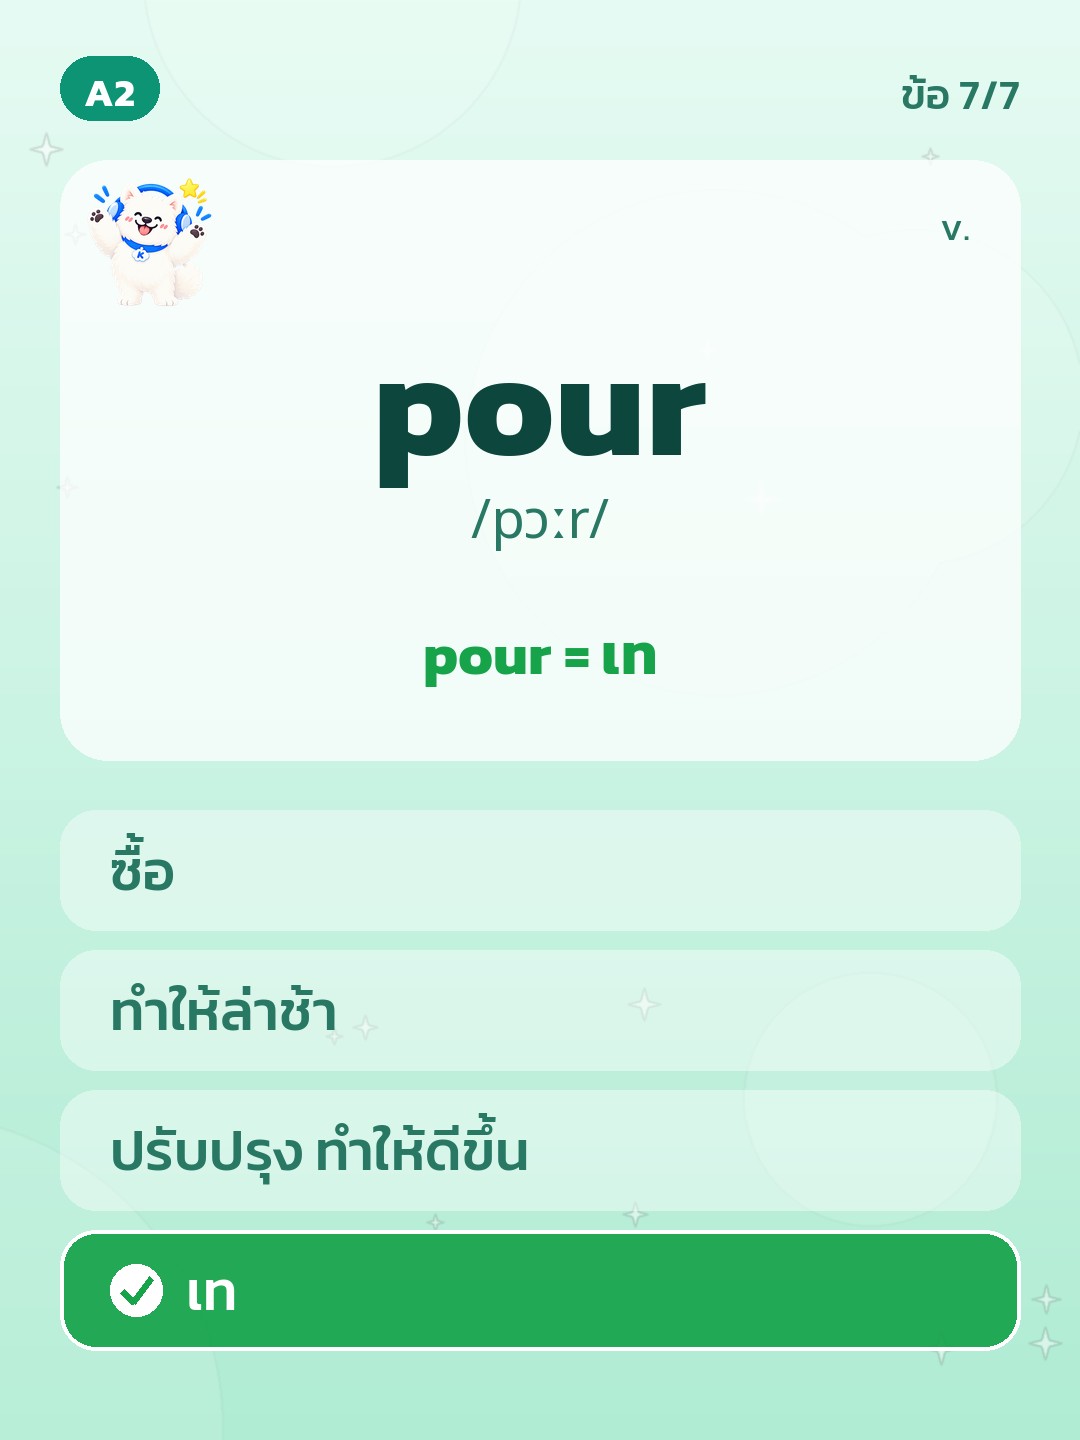 A2
ข้อ 7/7
v.
pour
/pɔːr/
pour = เท
ซื้อ
ทำให้ล่าช้า
ปรับปรุง ทำให้ดีขึ้น
เท